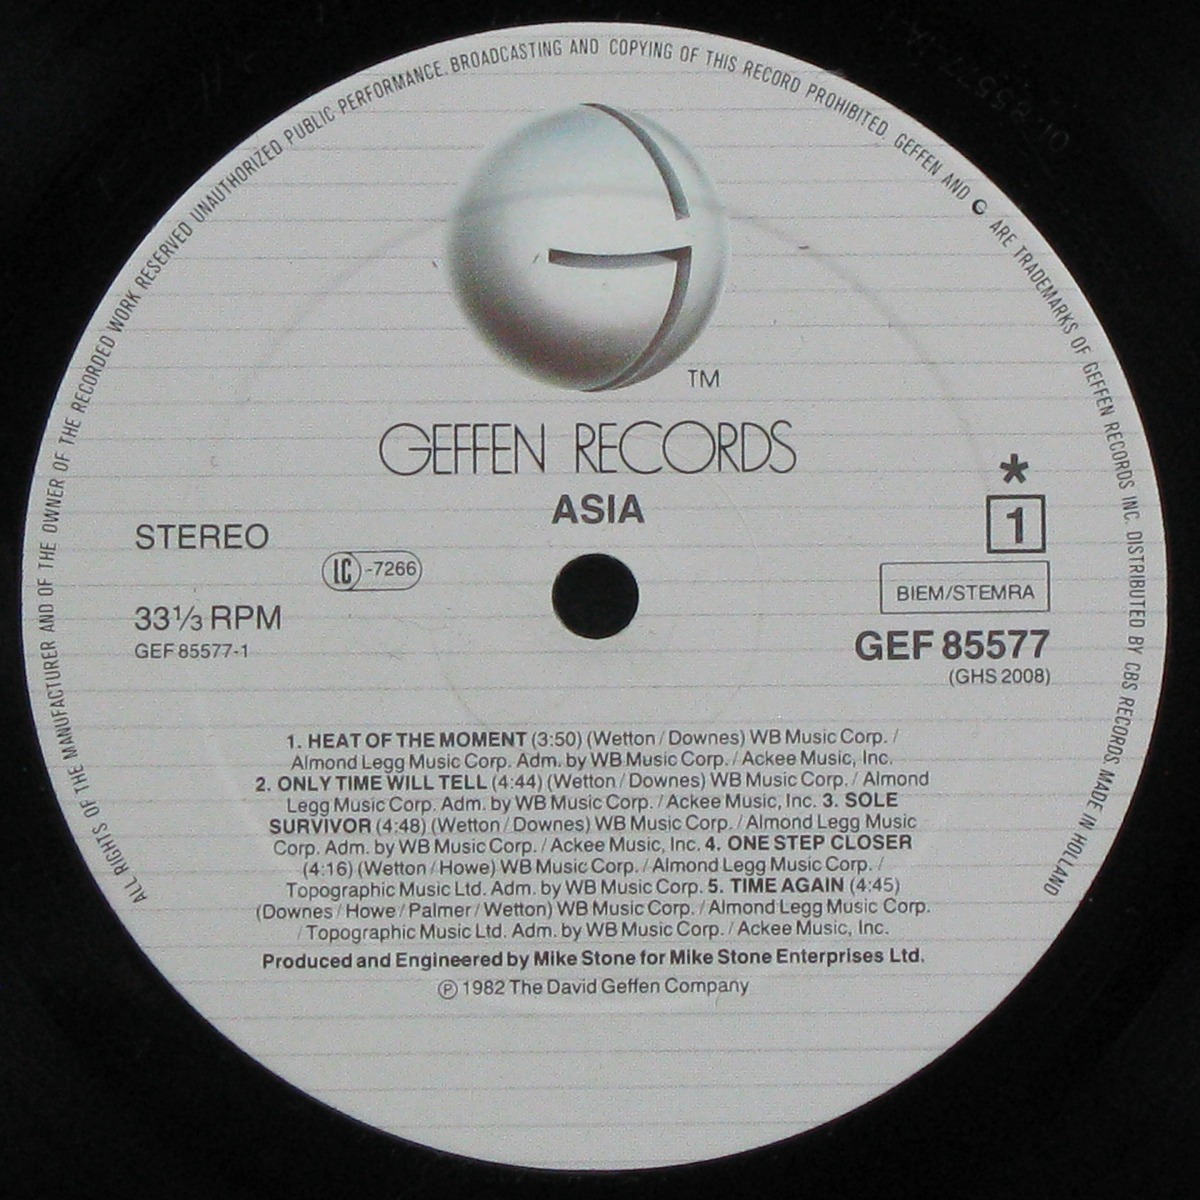 ALL RIGHTS OF THE MANUFACTURER AND OF THE OWNER OF THE RECORDED WORK RESERVED UNAUTHORIZED PUBLIC PERFORMANCE. BROADCASTING AND COPYING OF THIS RECORD PROHIBITED. GEFFEN AND G ARE TRADEMARKS OF GEFFEN RECORDS INC. DISTRIBUTED BY CBS RECORDS. MADE IN HOLLAND
TM
GEFFEN RECORDS
ASIA
STEREO
LC -7266
33⅓ RPM
GEF 85577-1
*
1
BIEM/STEMRA
GEF 85577
(GHS 2008)
1. HEAT OF THE MOMENT (3:50) (Wetton / Downes) WB Music Corp. /
Almond Legg Music Corp. Adm. by WB Music Corp. / Ackee Music, Inc.
2. ONLY TIME WILL TELL (4:44) (Wetton / Downes) WB Music Corp. / Almond
Legg Music Corp. Adm. by WB Music Corp. / Ackee Music, Inc. 3. SOLE
SURVIVOR (4:48) (Wetton / Downes) WB Music Corp. / Almond Legg Music
Corp. Adm. by WB Music Corp. / Ackee Music, Inc. 4. ONE STEP CLOSER
(4:16) (Wetton / Howe) WB Music Corp. / Almond Legg Music Corp. /
Topographic Music Ltd. Adm. by WB Music Corp. 5. TIME AGAIN (4:45)
(Downes / Howe / Palmer / Wetton) WB Music Corp. / Almond Legg Music Corp.
/ Topographic Music Ltd. Adm. by WB Music Corp. / Ackee Music, Inc.
Produced and Engineered by Mike Stone for Mike Stone Enterprises Ltd.
℗ 1982 The David Geffen Company